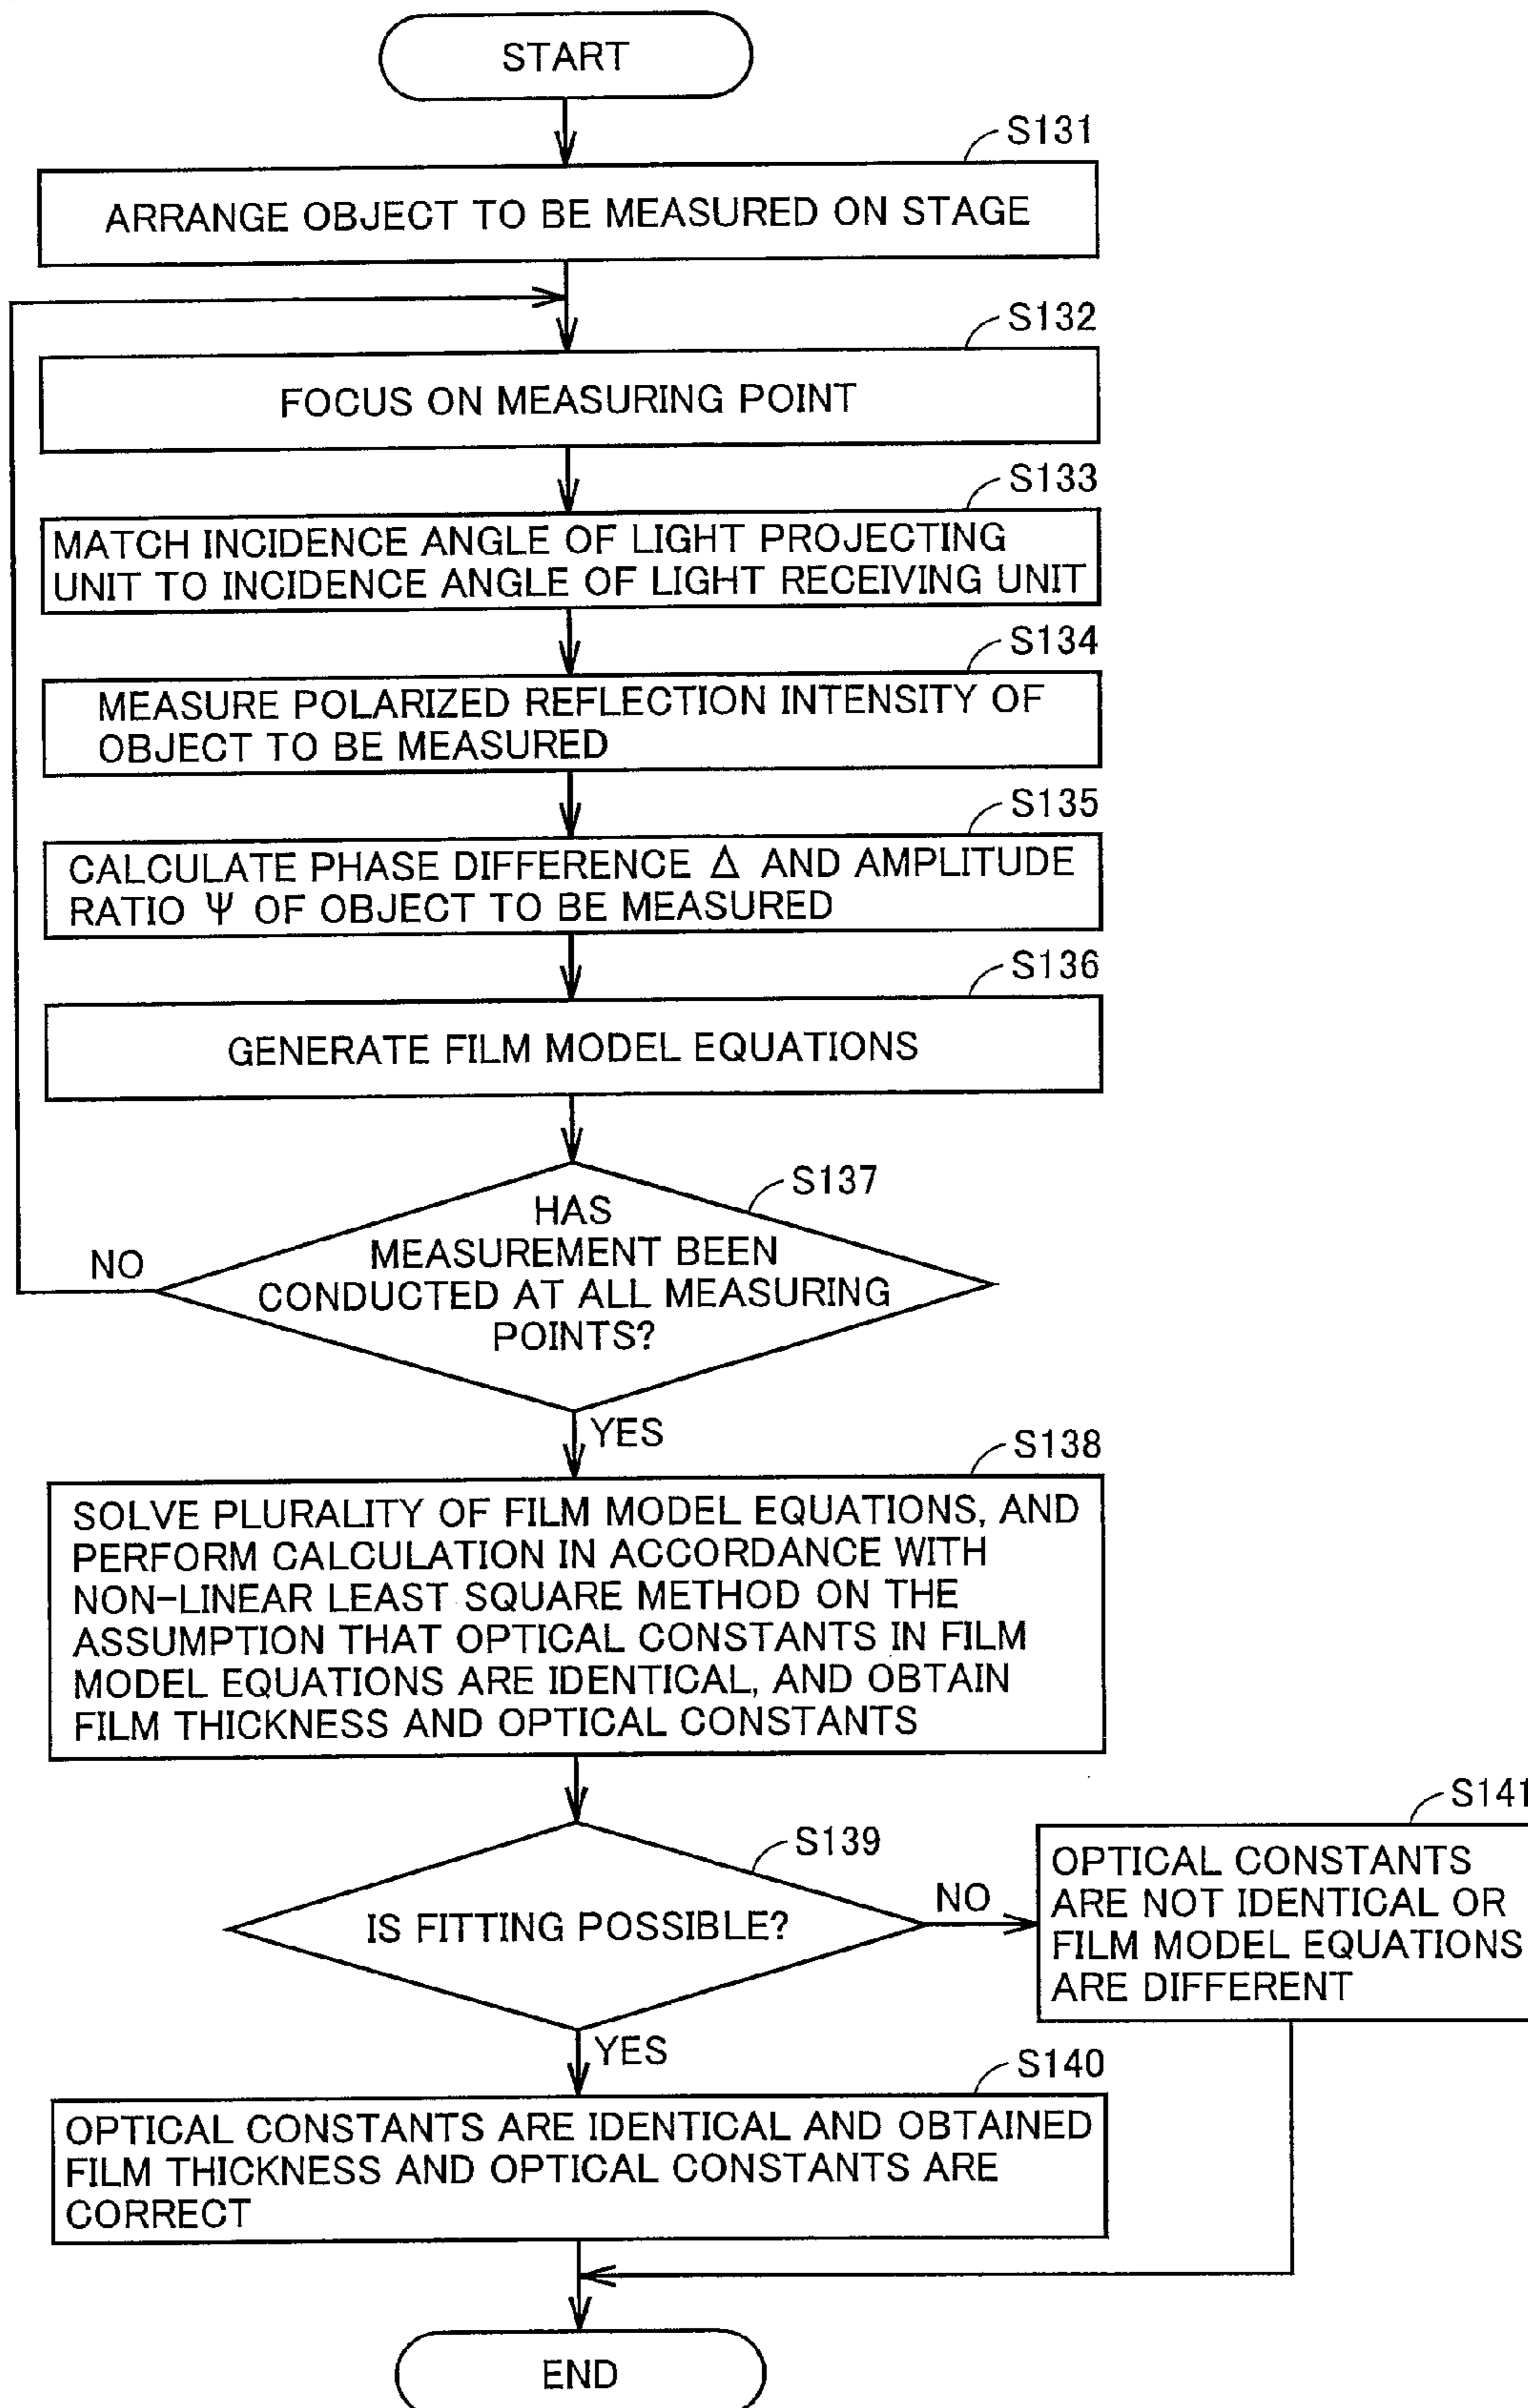 START
S131
ARRANGE OBJECT TO BE MEASURED ON STAGE
S132
FOCUS ON MEASURING POINT
S133
MATCH INCIDENCE ANGLE OF LIGHT PROJECTING
UNIT TO INCIDENCE ANGLE OF LIGHT RECEIVING UNIT
S134
MEASURE POLARIZED REFLECTION INTENSITY OF
OBJECT TO BE MEASURED
S135
CALCULATE PHASE DIFFERENCE Δ AND AMPLITUDE
RATIO Ψ OF OBJECT TO BE MEASURED
S136
GENERATE FILM MODEL EQUATIONS
S137
HAS
MEASUREMENT BEEN
CONDUCTED AT ALL MEASURING
POINTS?
NO
YES
S138
SOLVE PLURALITY OF FILM MODEL EQUATIONS, AND
PERFORM CALCULATION IN ACCORDANCE WITH
NON-LINEAR LEAST SQUARE METHOD ON THE
ASSUMPTION THAT OPTICAL CONSTANTS IN FILM
MODEL EQUATIONS ARE IDENTICAL, AND OBTAIN
FILM THICKNESS AND OPTICAL CONSTANTS
S139
IS FITTING POSSIBLE?
NO
S141
OPTICAL CONSTANTS
ARE NOT IDENTICAL OR
FILM MODEL EQUATIONS
ARE DIFFERENT
YES
S140
OPTICAL CONSTANTS ARE IDENTICAL AND OBTAINED
FILM THICKNESS AND OPTICAL CONSTANTS ARE
CORRECT
END